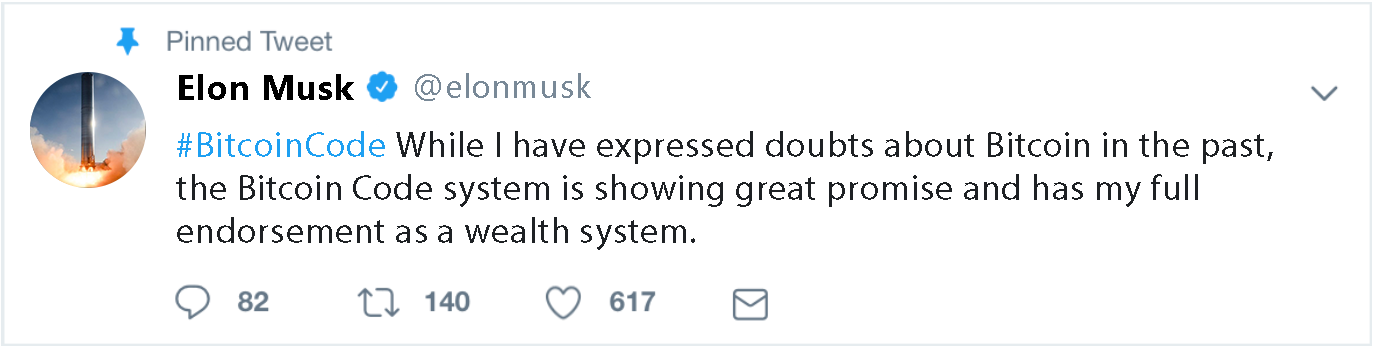 Pinned Tweet
Elon Musk @elonmusk
#BitcoinCode While I have expressed doubts about Bitcoin in the past,
the Bitcoin Code system is showing great promise and has my full
endorsement as a wealth system.
82 140 617